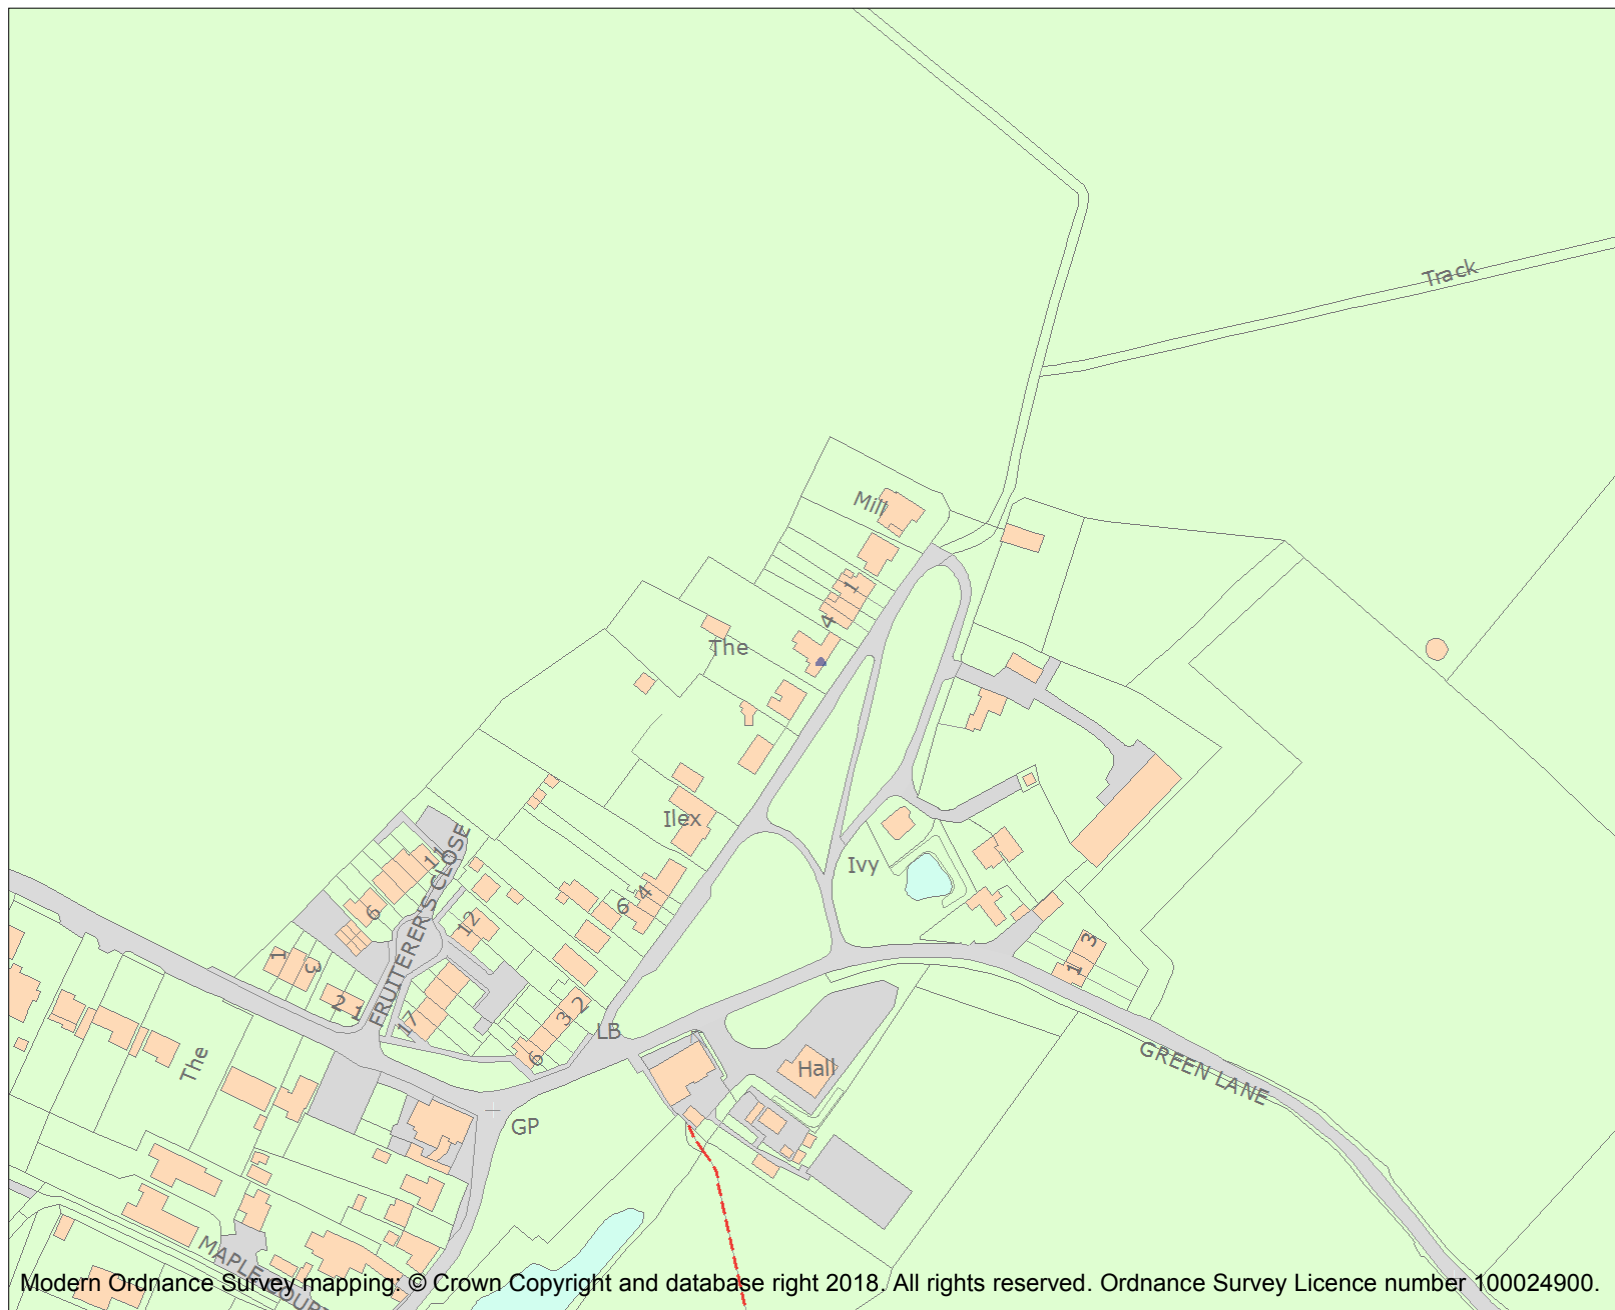 Track
Mill
1
4
The
Ilex
Ivy
11
FRUITERER'S CLOSE
6
12
6
4
1
3
3
1
2
1
17
2
3
6
LB
The
Hall
GREEN LANE
GP
MAPLE COURT
Modern Ordnance Survey mapping: © Crown Copyright and database right 2018. All rights reserved. Ordnance Survey Licence number 100024900.